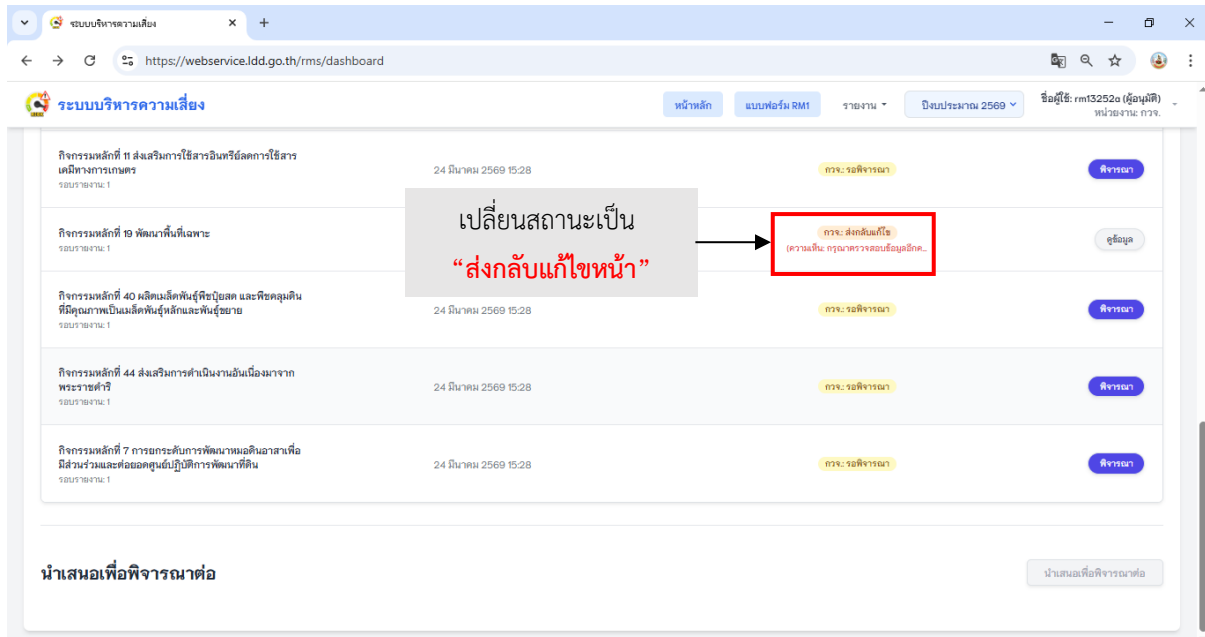 ระบบบริหารความเสี่ยง
https://webservice.ldd.go.th/rms/dashboard
ระบบบริหารความเสี่ยง
หน้าหลัก
แบบฟอร์ม RM1
รายงาน
ปีงบประมาณ 2569
ชื่อผู้ใช้: rm13252a (ผู้อนุมัติ)
หน่วยงาน: กวจ.
กิจกรรมหลักที่ 11 ส่งเสริมการใช้สารอินทรีย์ลดการใช้สาร
เคมีทางการเกษตร
รอบรายงาน: 1
24 มีนาคม 2569 15:28
กวจ.: รอพิจารณา
พิจารณา
กิจกรรมหลักที่ 19 พัฒนาพื้นที่เฉพาะ
รอบรายงาน: 1
เปลี่ยนสถานะเป็น
“ส่งกลับแก้ไขหน้า”
กวจ.: ส่งกลับแก้ไข
(ความเห็น: กรุณาตรวจสอบข้อมูลอีกค...
ดูข้อมูล
กิจกรรมหลักที่ 40 ผลิตเมล็ดพันธุ์พืชปุ๋ยสด และพืชคลุมดิน
ที่มีคุณภาพเป็นเมล็ดพันธุ์หลักและพันธุ์ขยาย
รอบรายงาน: 1
24 มีนาคม 2569 15:28
กวจ.: รอพิจารณา
พิจารณา
กิจกรรมหลักที่ 44 ส่งเสริมการดำเนินงานอันเนื่องมาจาก
พระราชดำริ
รอบรายงาน: 1
24 มีนาคม 2569 15:28
กวจ.: รอพิจารณา
พิจารณา
กิจกรรมหลักที่ 7 การยกระดับการพัฒนาหมอดินอาสาเพื่อ
มีส่วนร่วมและต่อยอดศูนย์ปฏิบัติการพัฒนาที่ดิน
รอบรายงาน: 1
24 มีนาคม 2569 15:28
กวจ.: รอพิจารณา
พิจารณา
นำเสนอเพื่อพิจารณาต่อ
นำเสนอเพื่อพิจารณาต่อ